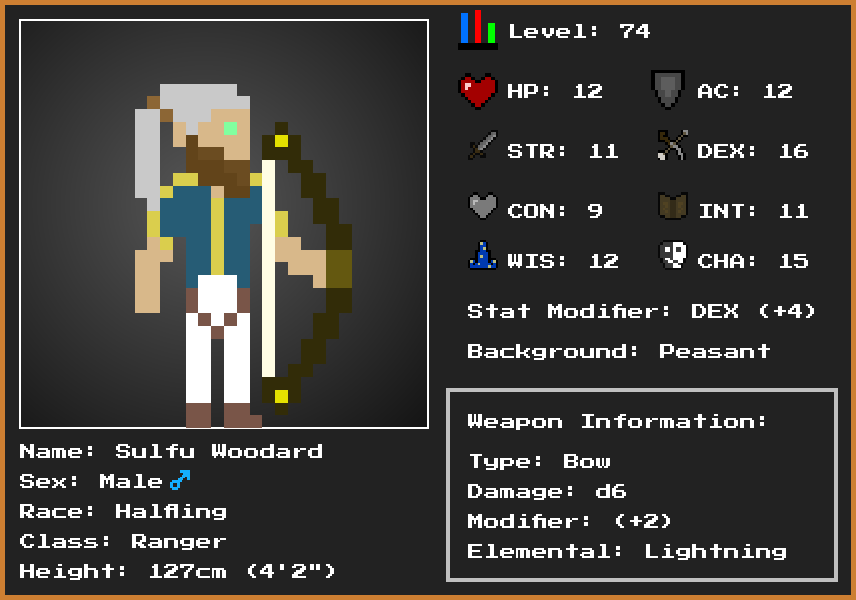 Level: 74
HP: 12
AC: 12
STR: 11
DEX: 16
CON: 9
INT: 11
WIS: 12
CHA: 15
Stat Modifier: DEX (+4)
Background: Peasant
Weapon Information:
Type: Bow
Damage: d6
Modifier: (+2)
Elemental: Lightning
Name: Sulfu Woodard
Sex: Male♂
Race: Halfling
Class: Ranger
Height: 127cm (4'2")